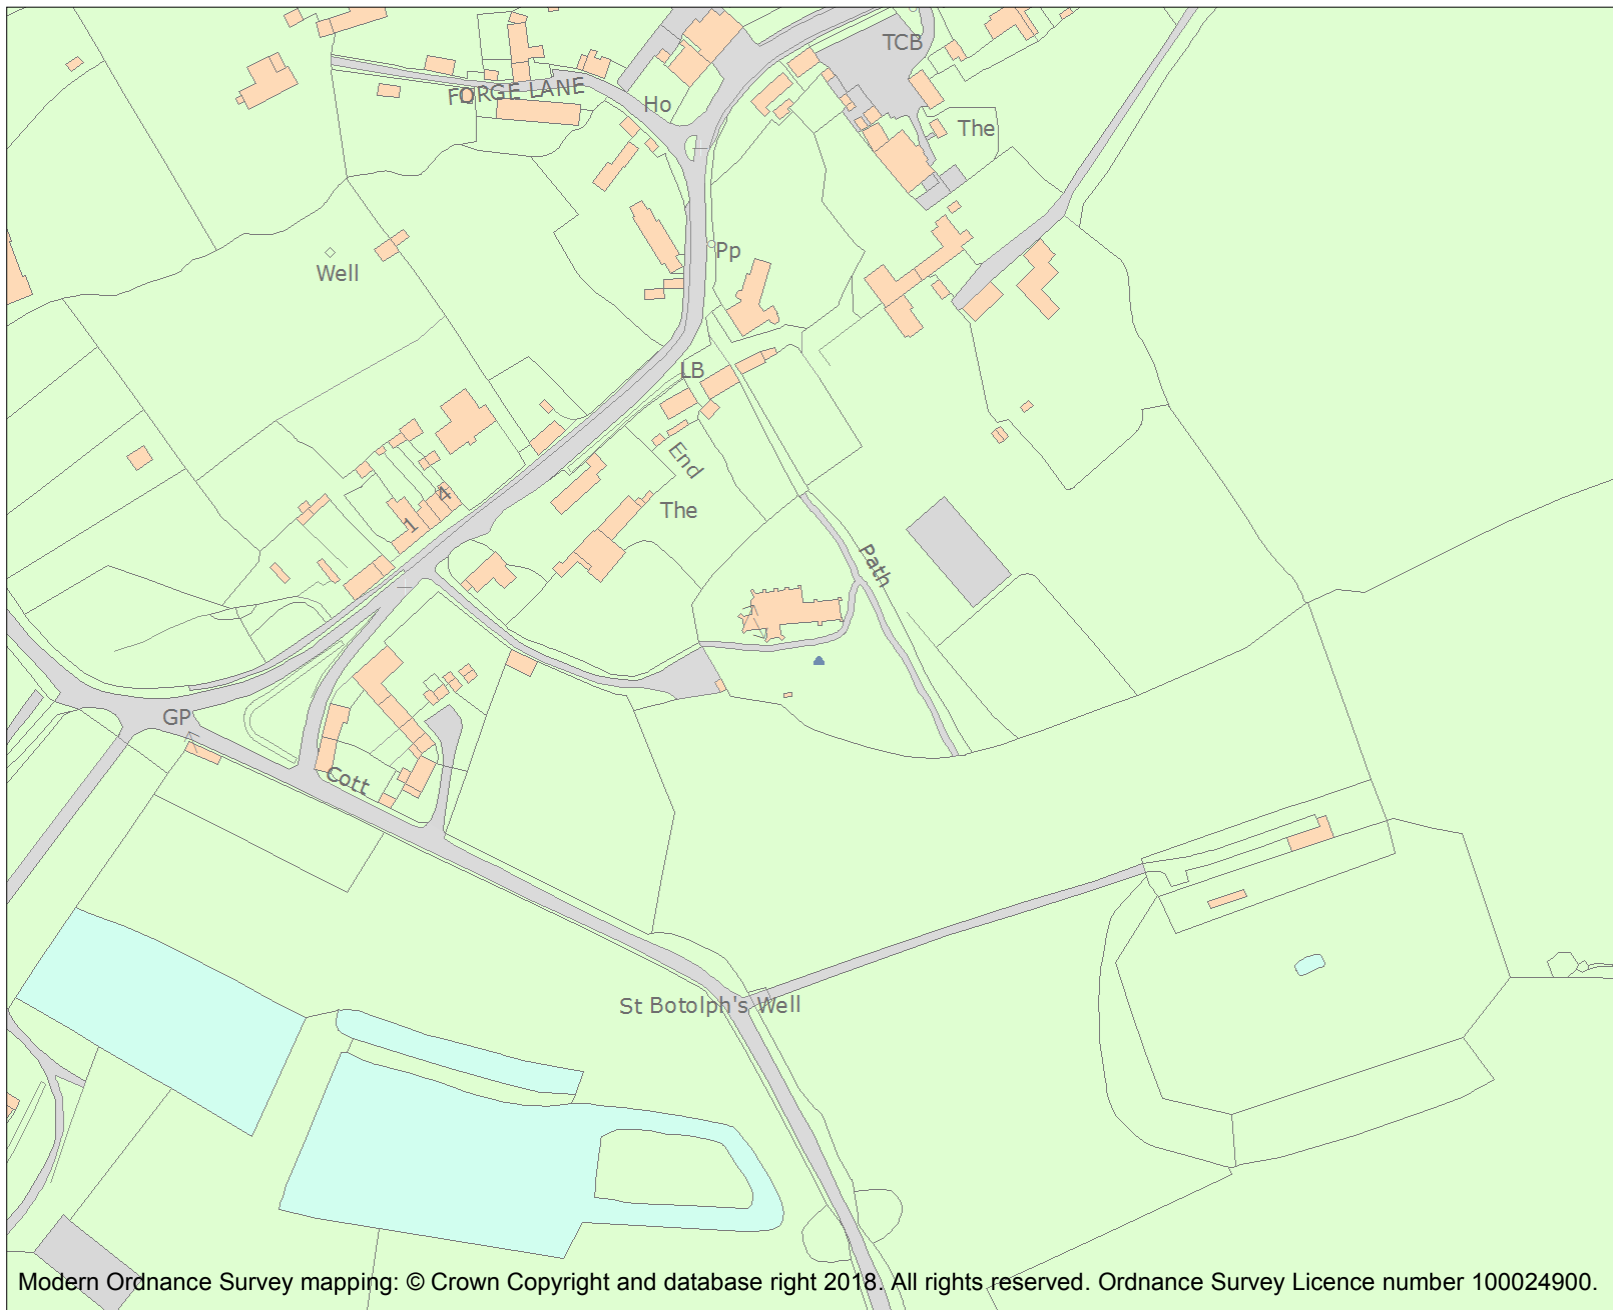 TCB
FORGE LANE
Ho
The
Pp
Well
LB
End
4
The
1
Path
GP
Cott
St Botolph's Well
Modern Ordnance Survey mapping: © Crown Copyright and database right 2018. All rights reserved. Ordnance Survey Licence number 100024900.